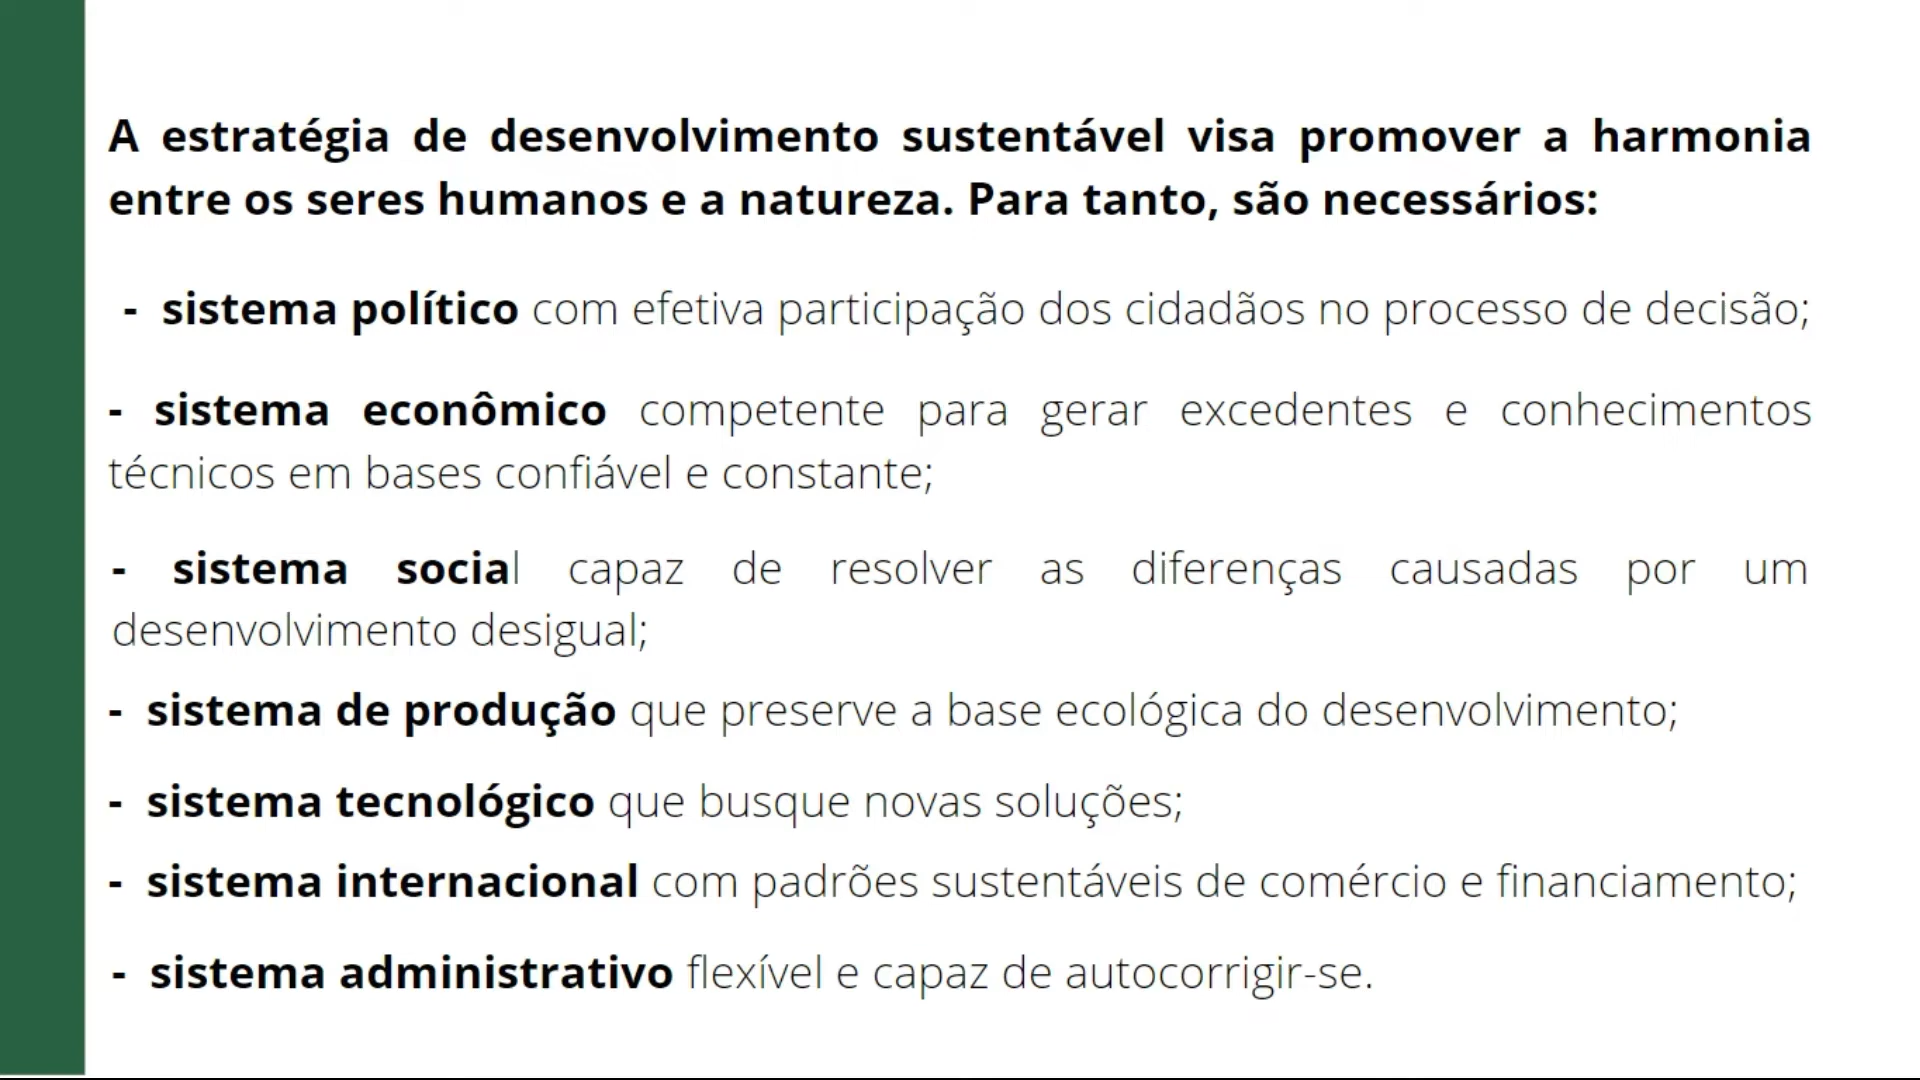 A estratégia de desenvolvimento sustentável visa promover a harmonia
entre os seres humanos e a natureza. Para tanto, são necessários:
- sistema político com efetiva participação dos cidadãos no processo de decisão;
- sistema econômico competente para gerar excedentes e conhecimentos
técnicos em bases confiável e constante;
- sistema social capaz de resolver as diferenças causadas por um
desenvolvimento desigual;
- sistema de produção que preserve a base ecológica do desenvolvimento;
- sistema tecnológico que busque novas soluções;
- sistema internacional com padrões sustentáveis de comércio e financiamento;
- sistema administrativo flexível e capaz de autocorrigir-se.